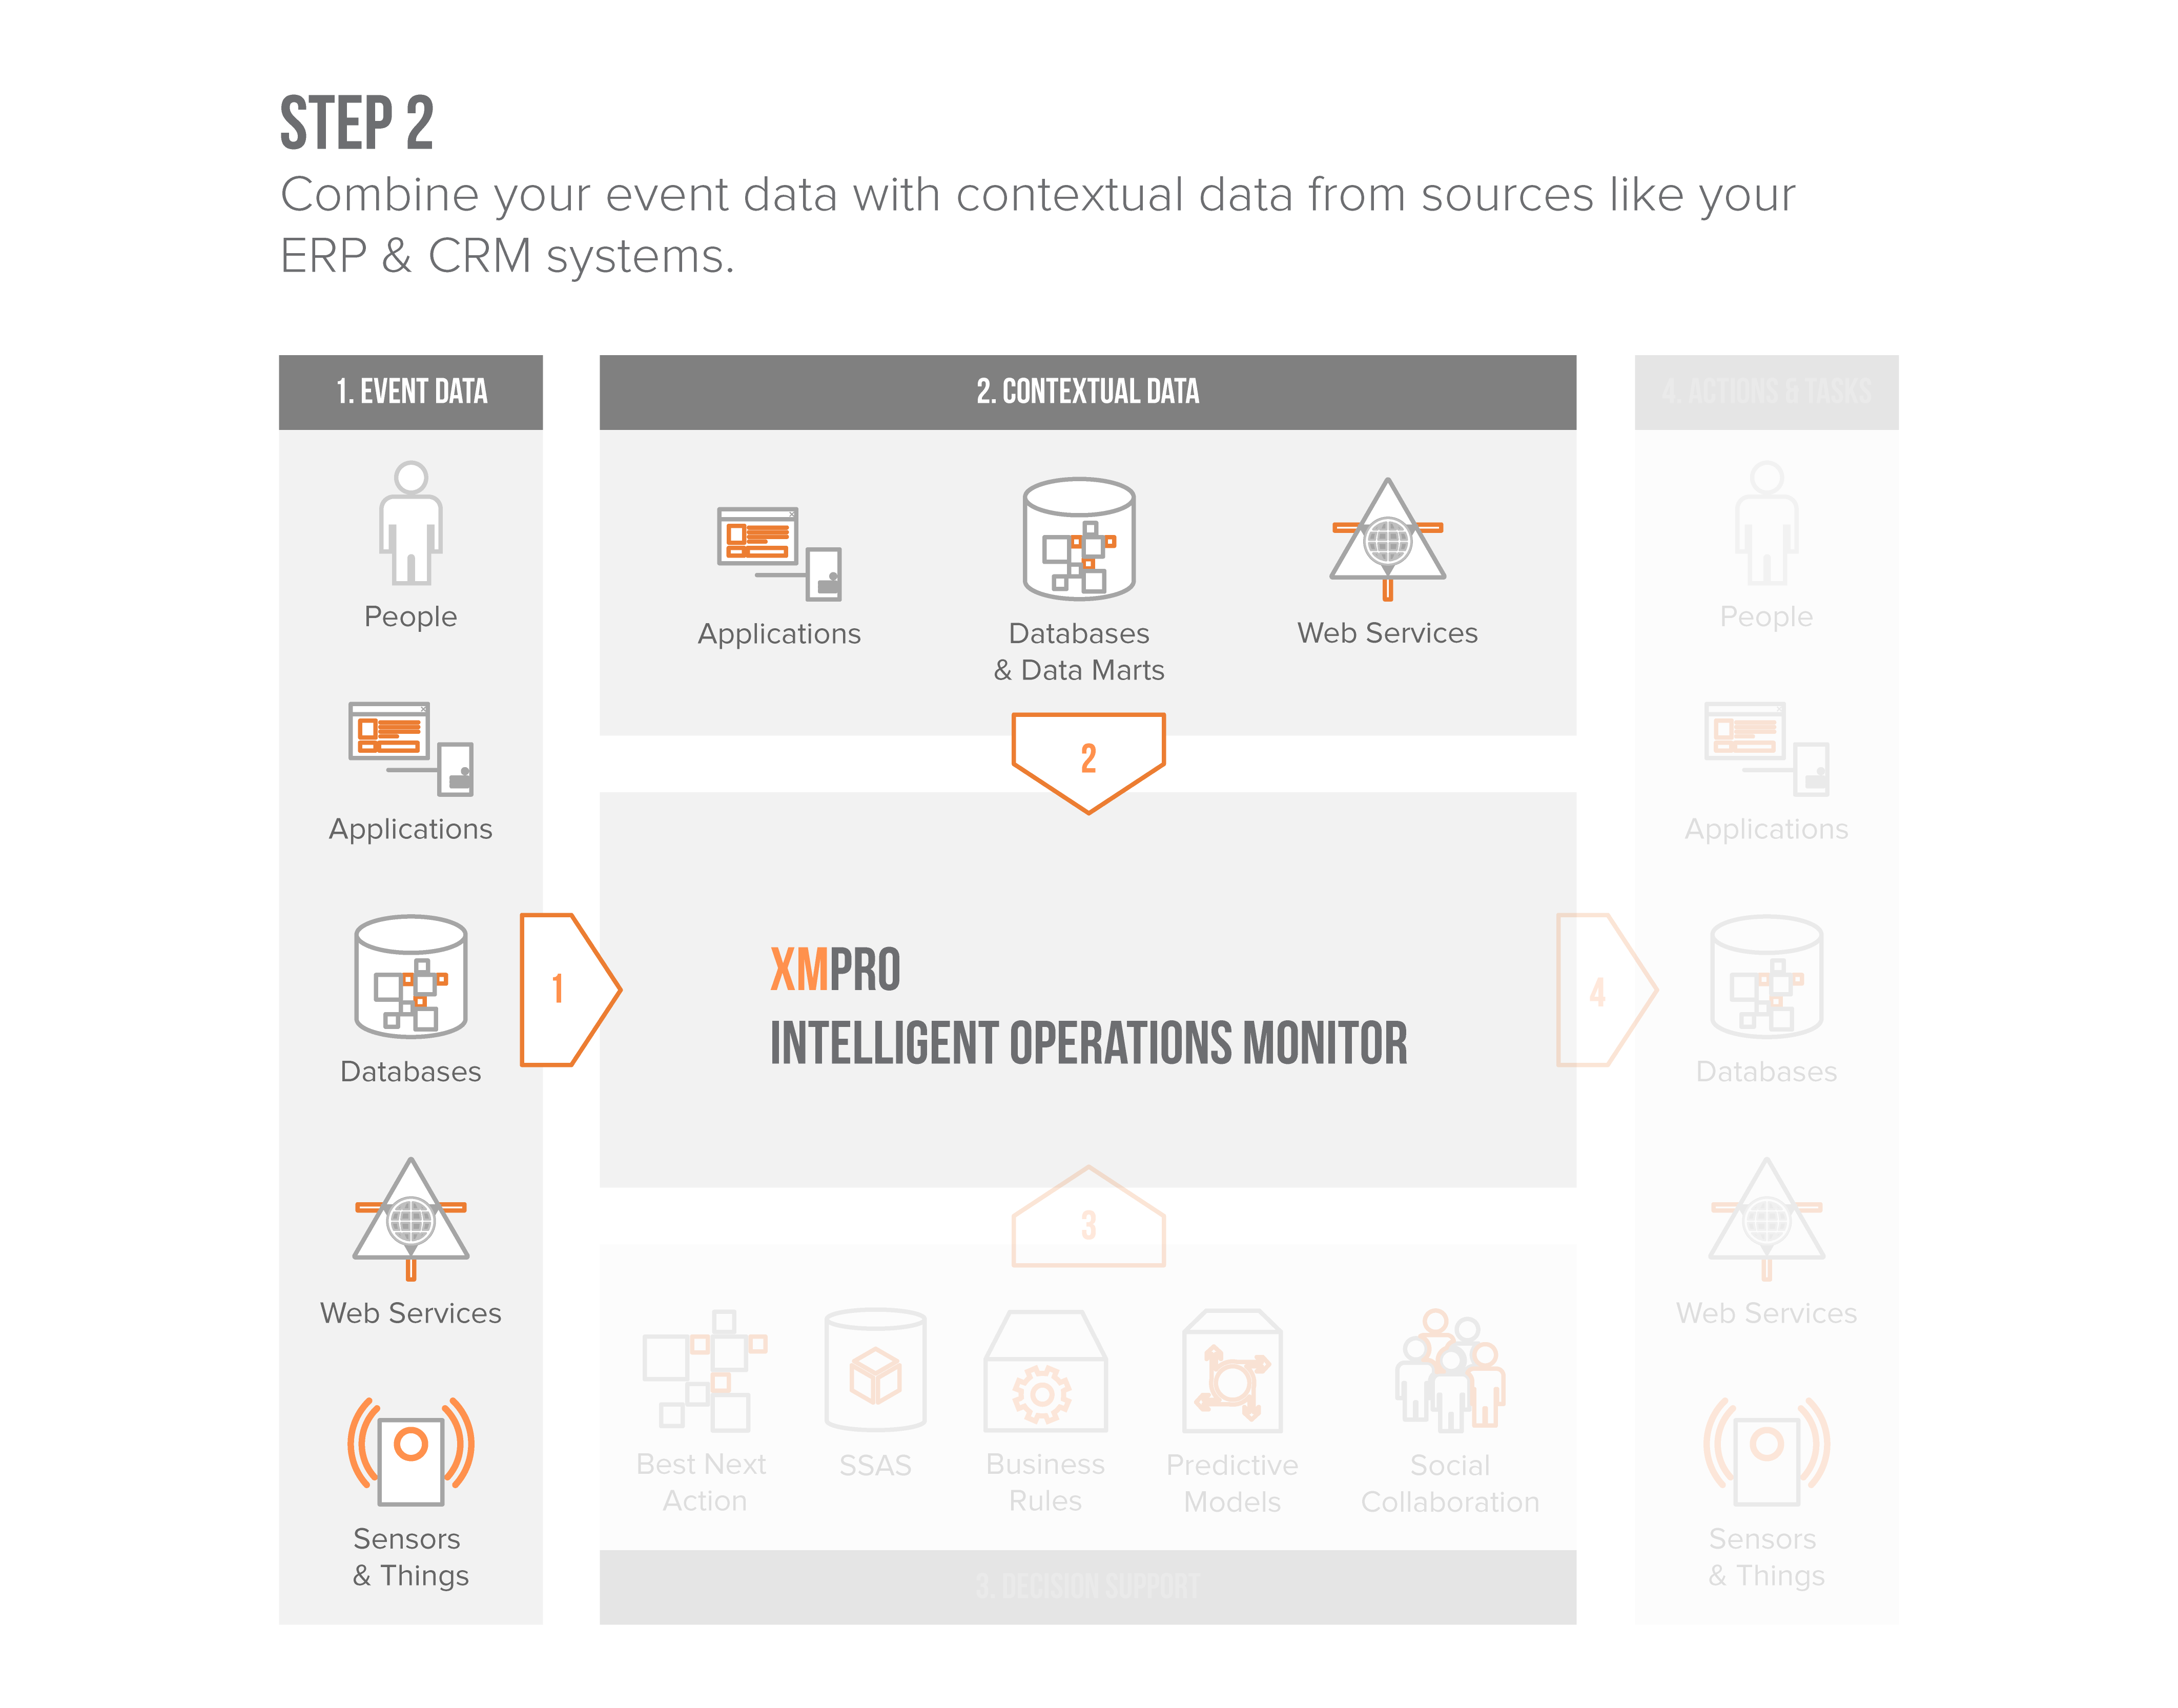 STEP 2
Combine your event data with contextual data from sources like your
ERP & CRM systems.
1. EVENT DATA
People
Applications
Databases
Web Services
Sensors
& Things
1
2. CONTEXTUAL DATA
Applications
Databases
& Data Marts
Web Services
2
XMPRO
INTELLIGENT OPERATIONS MONITOR
3
Best Next
Action
SSAS
Business
Rules
Predictive
Models
Social
Collaboration
3. DECISION SUPPORT
4
4. ACTIONS & TASKS
People
Applications
Databases
Web Services
Sensors
& Things